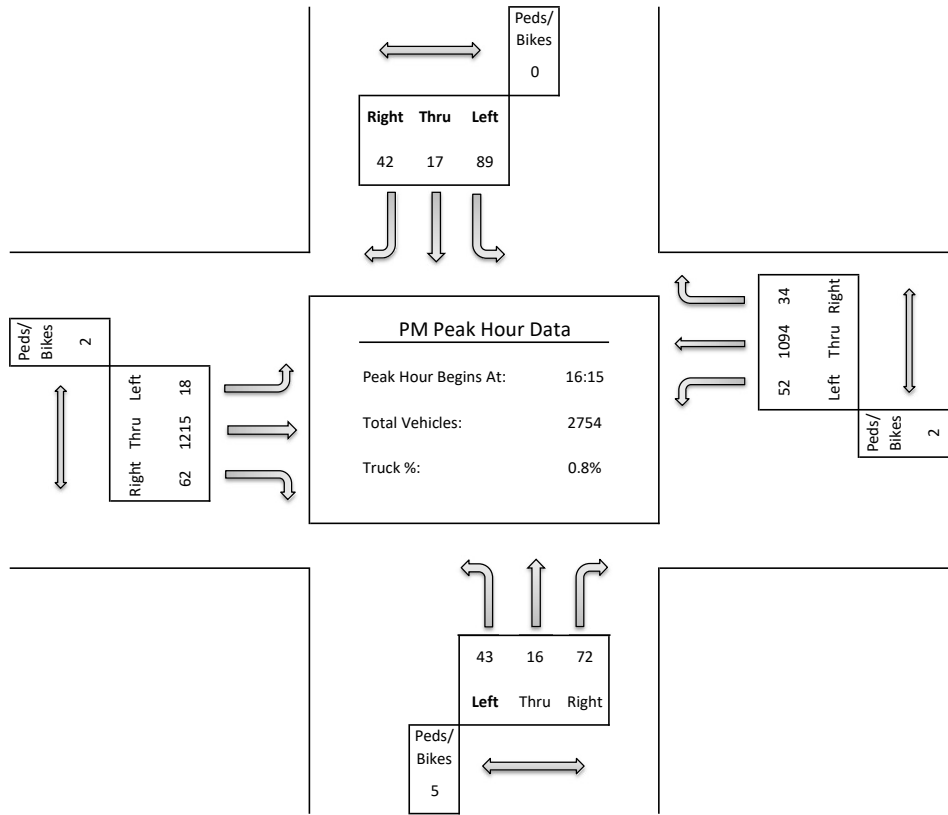 Peds/
Bikes
0
Right Thru Left
42 17 89
Peds/
Bikes
2
Left
18
Thru
1215
Right
62
PM Peak Hour Data
Peak Hour Begins At: 16:15
Total Vehicles: 2754
Truck %: 0.8%
34 Right
1094 Thru
52 Left
Peds/
Bikes
2
43 16 72
Left Thru Right
Peds/
Bikes
5